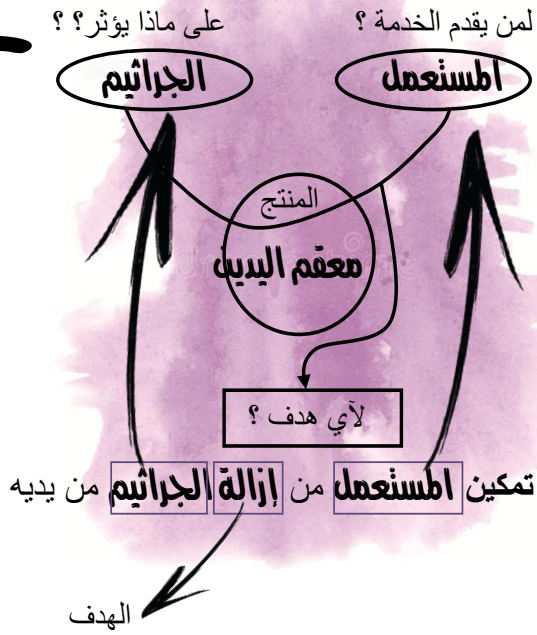 لمن يقدم الخدمة ؟ على ماذا يؤثر؟ ؟
المستعمل الجراثيم
المنتج
معقم اليدين
لآي هدف ؟
تمكين المستعمل من إزالة الجراثيم من يديه
الهدف